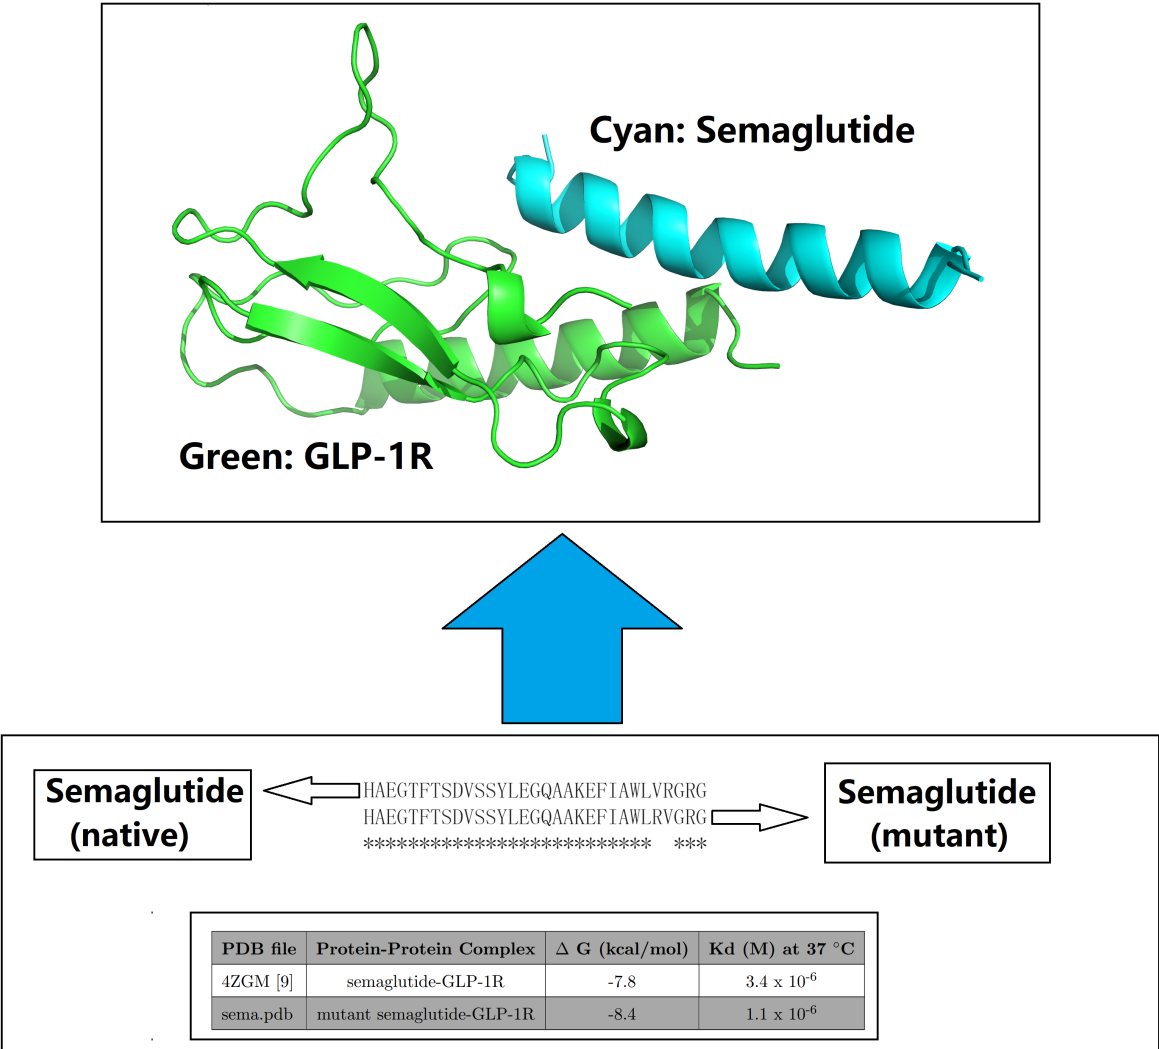 Cyan: Semaglutide
Green: GLP-1R
Semaglutide
(native)
HAEGTFTSDVSSYLEGQAAKEFIAWLVRGRG
HAEGTFTSDVSSYLEGQAAKEFIAWLRVGRG
************************** ***
Semaglutide
(mutant)
PDB file Protein-Protein Complex Δ G (kcal/mol) Kd (M) at 37 °C
4ZGM [9] semaglutide-GLP-1R -7.8 3.4 x 10⁻⁶
sema.pdb mutant semaglutide-GLP-1R -8.4 1.1 x 10⁻⁶